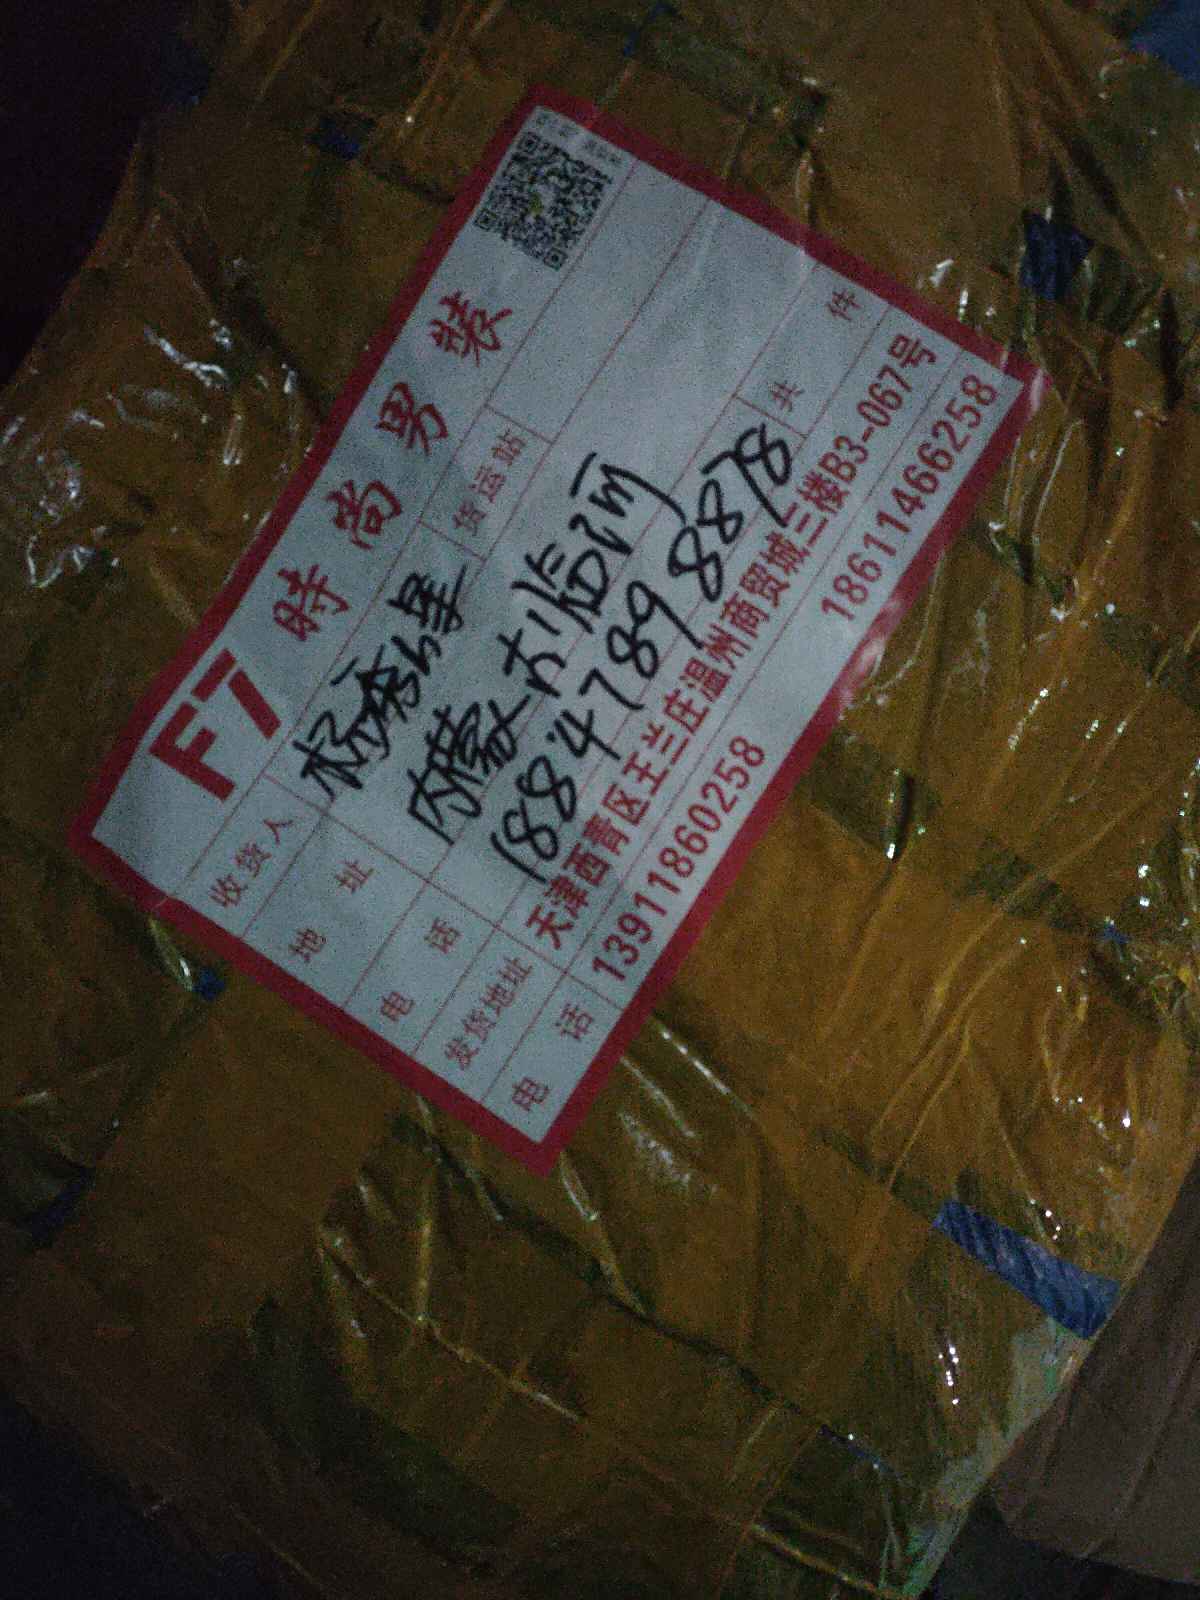 F7 時尚男装
收货人 杨秀峰 货运站
地址 内蒙 临河
电话 18847898878 共 件
发货地址 天津西青区王兰庄温州商贸城三楼B3-067号
电话 13911860258 18611466258